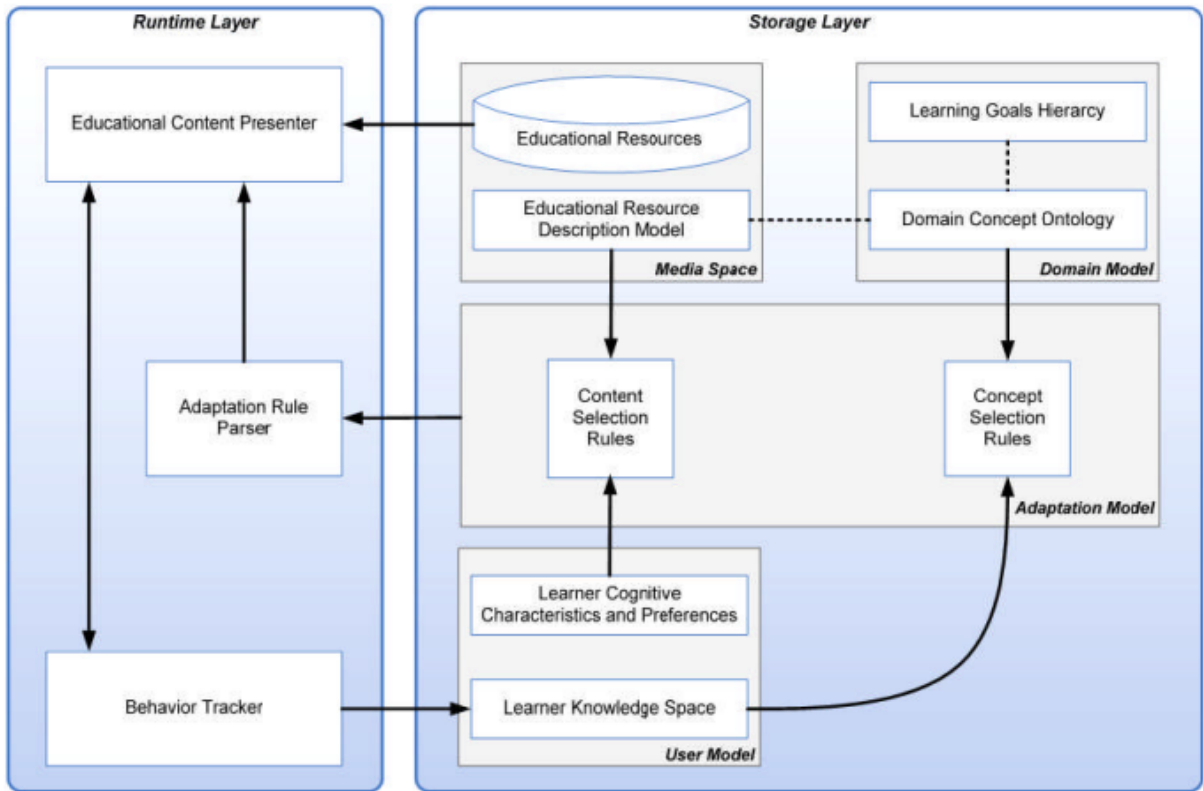 Runtime Layer
Storage Layer
Educational Content Presenter
Educational Resources
Learning Goals Hierarcy
Educational Resource
Description Model
Domain Concept Ontology
Media Space
Domain Model
Adaptation Rule
Parser
Content
Selection
Rules
Concept
Selection
Rules
Adaptation Model
Learner Cognitive
Characteristics and Preferences
Behavior Tracker
Learner Knowledge Space
User Model